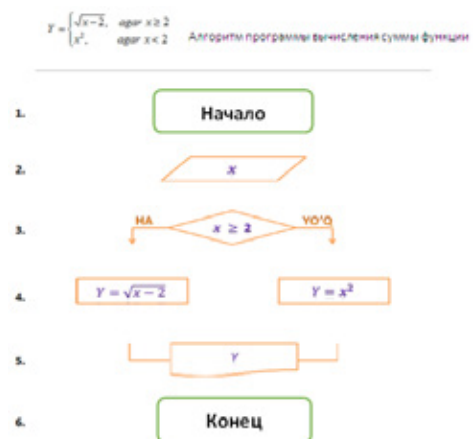 Y = {√x−2, agar x ≥ 2
x², agar x < 2
Алгоритм программы вычисления суммы функции
1. Начало
2. x
3. HA x ≥ 2 YO'Q
4. Y = √x − 2 Y = x²
5. Y
6. Конец